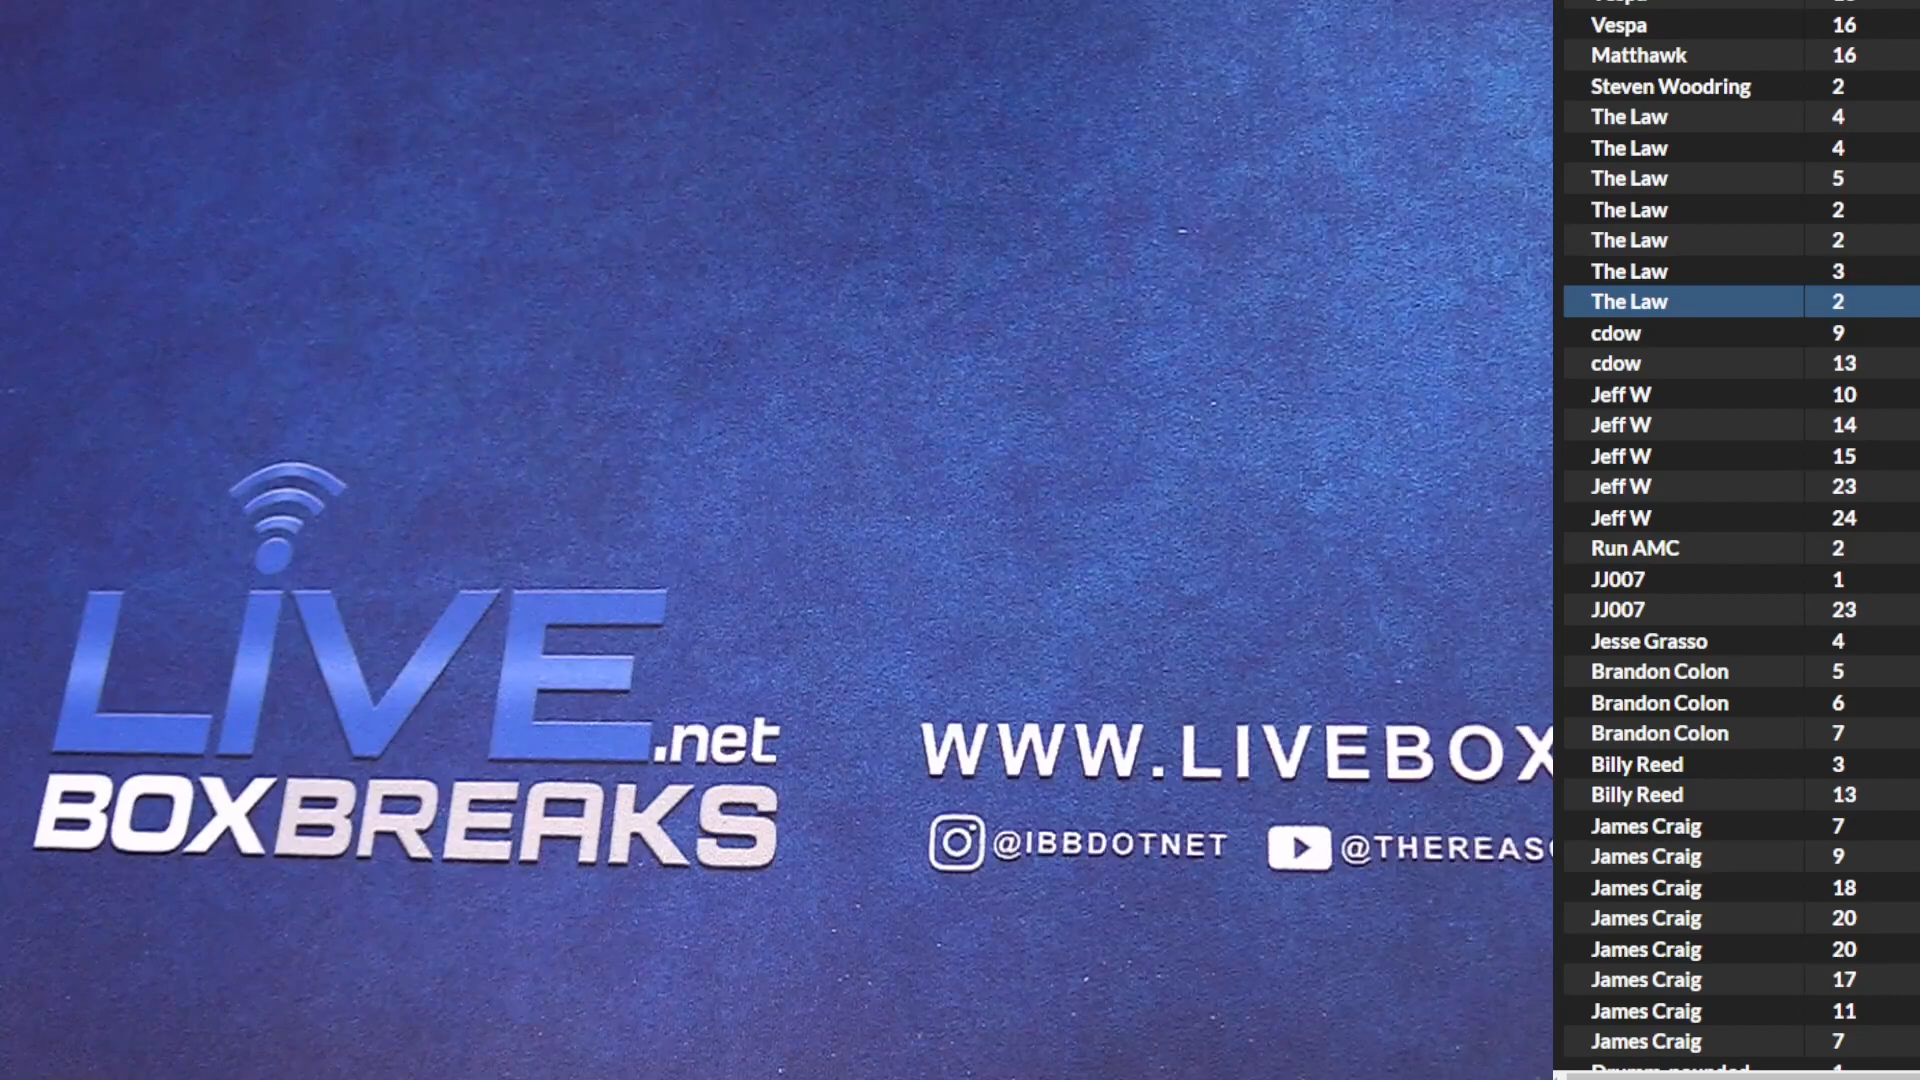 LIVE.net
BOXBREAKS
WWW.LIVEBOX
@IBBDOTNET
@THEREAS
Vespa 16
Matthawk 16
Steven Woodring 2
The Law 4
The Law 4
The Law 5
The Law 2
The Law 2
The Law 3
The Law 2
cdow 9
cdow 13
Jeff W 10
Jeff W 14
Jeff W 15
Jeff W 23
Jeff W 24
Run AMC 2
JJ007 1
JJ007 23
Jesse Grasso 4
Brandon Colon 5
Brandon Colon 6
Brandon Colon 7
Billy Reed 3
Billy Reed 13
James Craig 7
James Craig 9
James Craig 18
James Craig 20
James Craig 20
James Craig 17
James Craig 11
James Craig 7